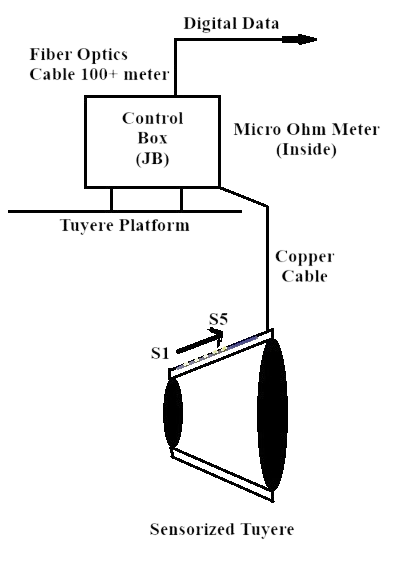 Digital Data
Fiber Optics
Cable 100+ meter
Control
Box
(JB)
Micro Ohm Meter
(Inside)
Tuyere Platform
Copper
Cable
S5
S1
Sensorized Tuyere